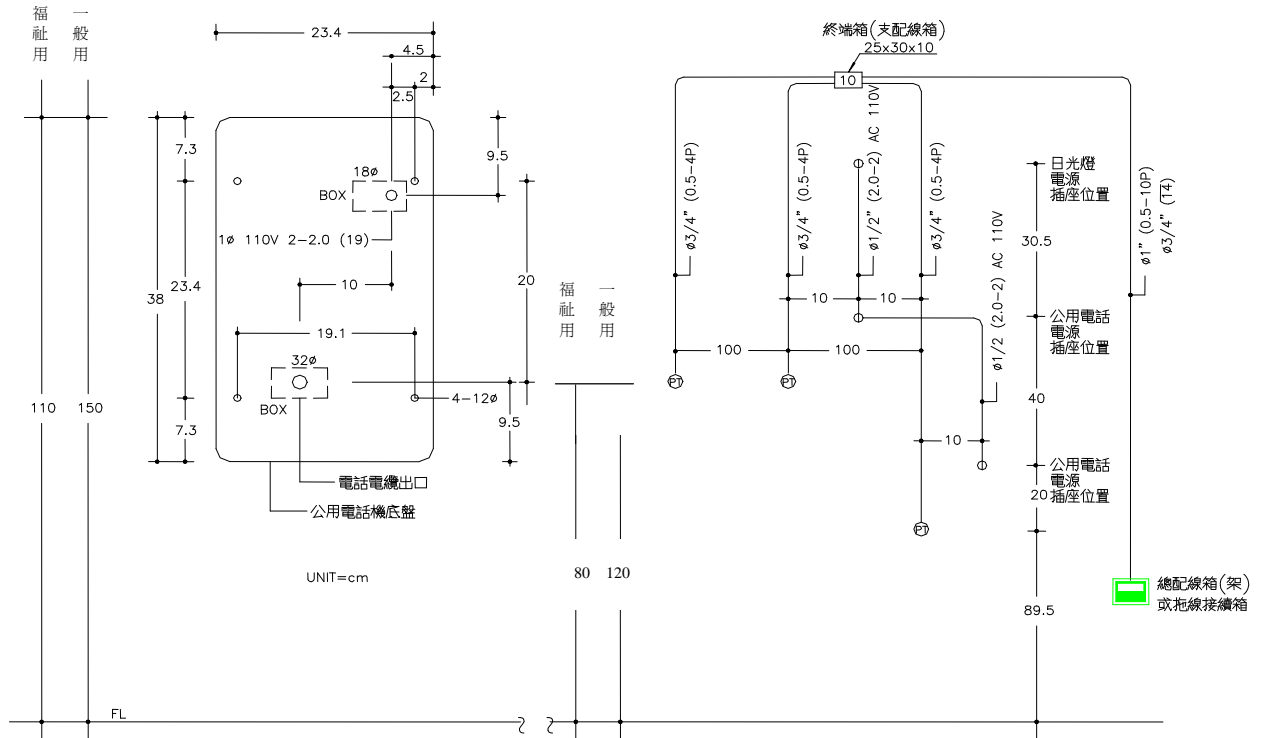 福祉用
一般用
23.4
4.5
2
2.5
7.3
9.5
18ø
BOX
1ø 110V 2-2.0 (19)
38
23.4
10
20
19.1
32ø
BOX
4-12ø
110
150
7.3
9.5
電話電纜出口
公用電話機底盤
UNIT=cm
FL
福祉用
一般用
80
120
終端箱(支配線箱)
25x30x10
10
ø3/4" (0.5-4P)
ø3/4" (0.5-4P)
ø1/2" (2.0-2) AC 110V
ø3/4" (0.5-4P)
ø1/2 (2.0-2) AC 110V
ø1" (0.5-10P)
ø3/4" (14)
10
10
100
100
PT
PT
10
PT
日光燈
電源
插座位置
30.5
公用電話
電源
插座位置
40
公用電話
電源
插座位置
20
89.5
總配線箱(架)
或拖線接續箱